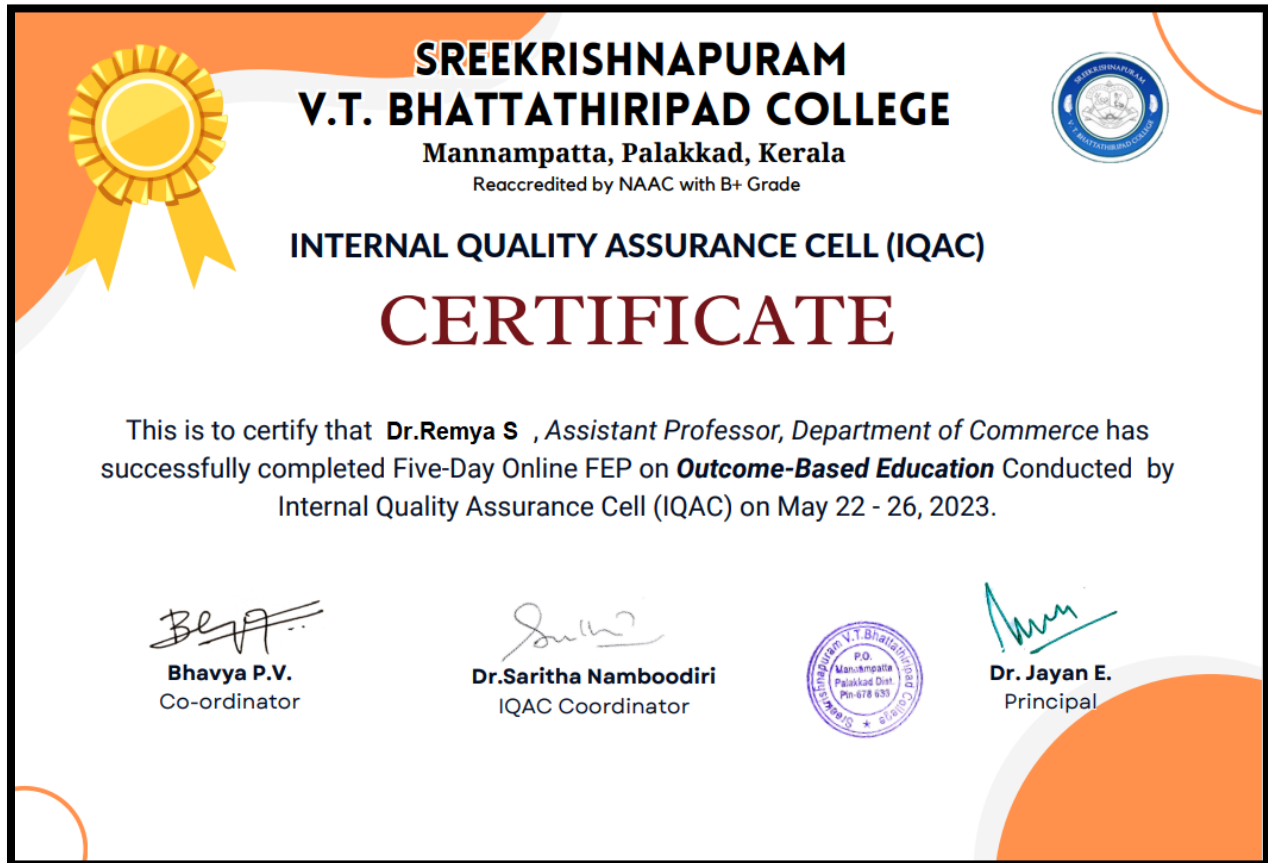 SREEKRISHNAPURAM
V.T. BHATTATHIRIPAD COLLEGE
Mannampatta, Palakkad, Kerala
Reaccredited by NAAC with B+ Grade
SREEKRISHNAPURAM
V. T. BHATTATHIRIPAD COLLEGE
INTERNAL QUALITY ASSURANCE CELL (IQAC)
CERTIFICATE
This is to certify that Dr.Remya S , Assistant Professor, Department of Commerce has
successfully completed Five-Day Online FEP on Outcome-Based Education Conducted by
Internal Quality Assurance Cell (IQAC) on May 22 - 26, 2023.
Bhavya P.V.
Co-ordinator
Dr.Saritha Namboodiri
IQAC Coordinator
Sreekrishnapuram V.T.Bhattathiripad College
P.O.
Mannampatta
Palakkad Dist.
Pin-678 633
Dr. Jayan E.
Principal